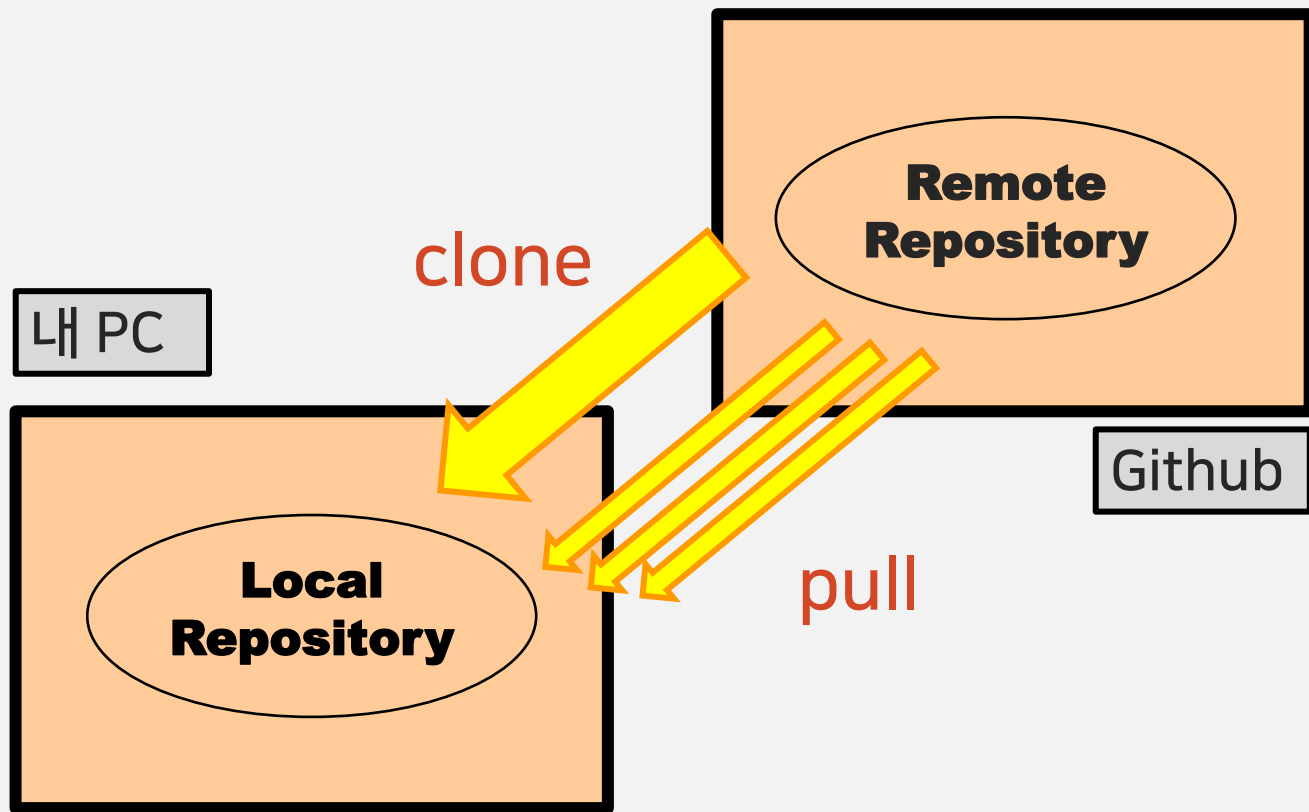 Remote
Repository
clone
내 PC
Github
Local
Repository
pull